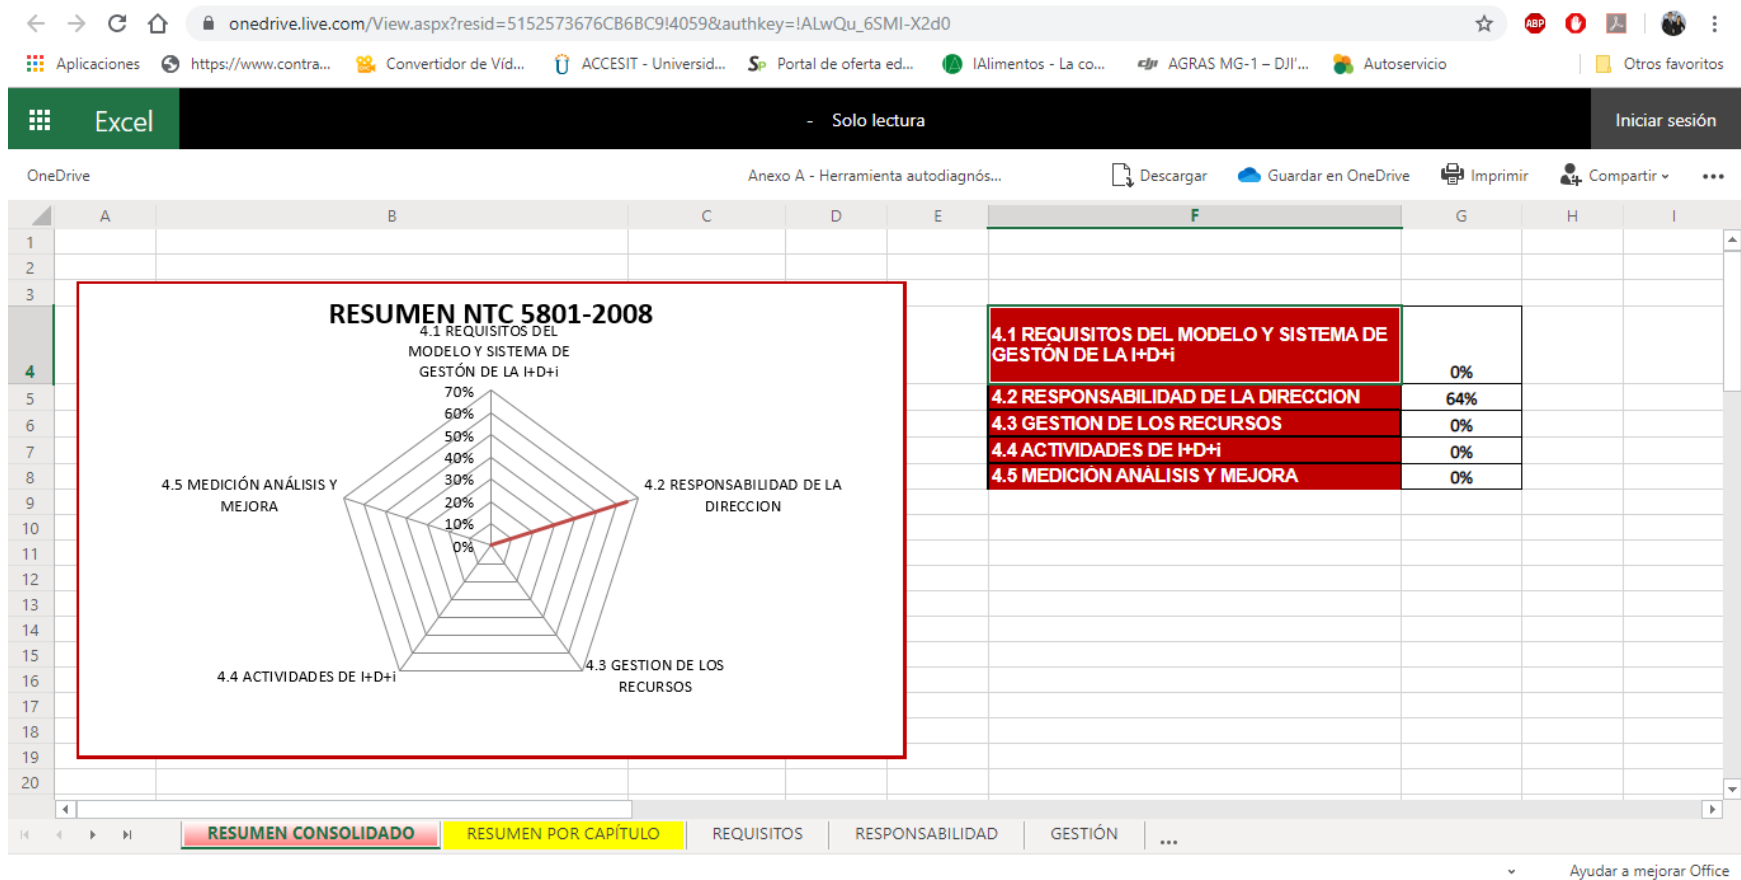 onedrive.live.com/View.aspx?resid=5152573676CB6BC9!4059&authkey=!ALwQu_6SMI-X2d0
ABP
Aplicaciones
https://www.contra...
Convertidor de Víd...
ACCESIT - Universid...
SP Portal de oferta ed...
IAlimentos - La co...
dji AGRAS MG-1 – DJI'...
Autoservicio
Otros favoritos
Excel
- Solo lectura
Iniciar sesión
OneDrive
Anexo A - Herramienta autodiagnós...
Descargar
Guardar en OneDrive
Imprimir
Compartir
A B C D E F G H I
1
2
3
4
5
6
7
8
9
10
11
12
13
14
15
16
17
18
19
20
RESUMEN NTC 5801-2008
4.1 REQUISITOS DEL
MODELO Y SISTEMA DE
GESTÓN DE LA I+D+i
70%
60%
50%
40%
30%
20%
10%
0%
4.5 MEDICIÓN ANÁLISIS Y
MEJORA
4.2 RESPONSABILIDAD DE LA
DIRECCION
4.4 ACTIVIDADES DE I+D+i
4.3 GESTION DE LOS
RECURSOS
4.1 REQUISITOS DEL MODELO Y SISTEMA DE
GESTÓN DE LA I+D+i
0%
4.2 RESPONSABILIDAD DE LA DIRECCION 64%
4.3 GESTION DE LOS RECURSOS 0%
4.4 ACTIVIDADES DE I+D+i 0%
4.5 MEDICIÓN ANÁLISIS Y MEJORA 0%
RESUMEN CONSOLIDADO
RESUMEN POR CAPÍTULO
REQUISITOS
RESPONSABILIDAD
GESTIÓN
...
Ayudar a mejorar Office